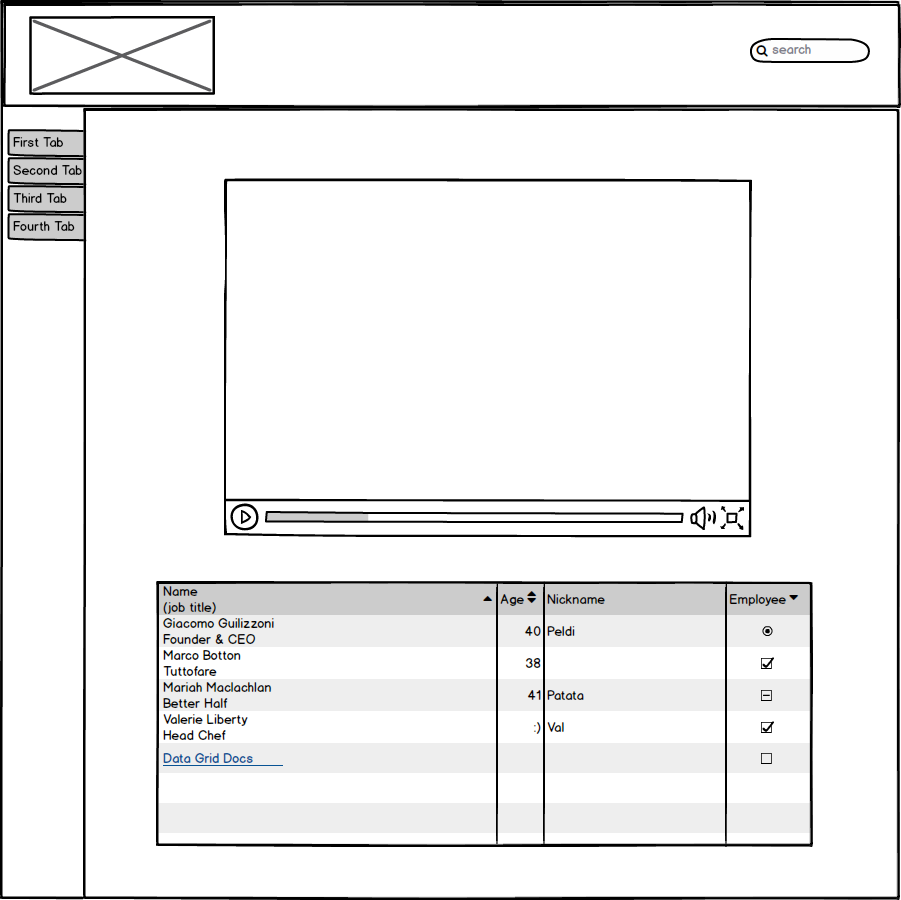 search
First Tab
Second Tab
Third Tab
Fourth Tab
Name
(job title)
Age
Nickname
Employee
Giacomo Guilizzoni
Founder & CEO
40
Peldi
Marco Botton
Tuttofare
38
Mariah Maclachlan
Better Half
41
Patata
Valerie Liberty
Head Chef
:)
Val
Data Grid Docs